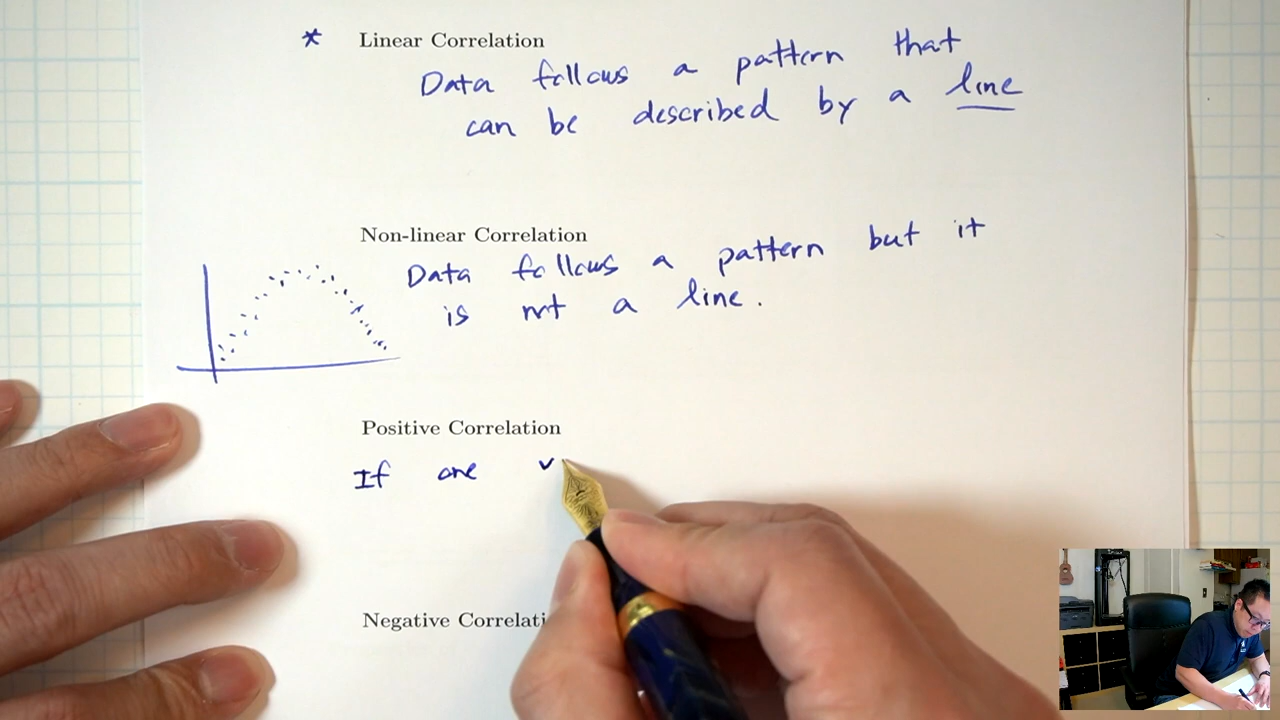 * Linear Correlation
Data follows a pattern that
can be described by a line
Non-linear Correlation
Data follows a pattern but it
is not a line.
Positive Correlation
If one v
Negative Correlati